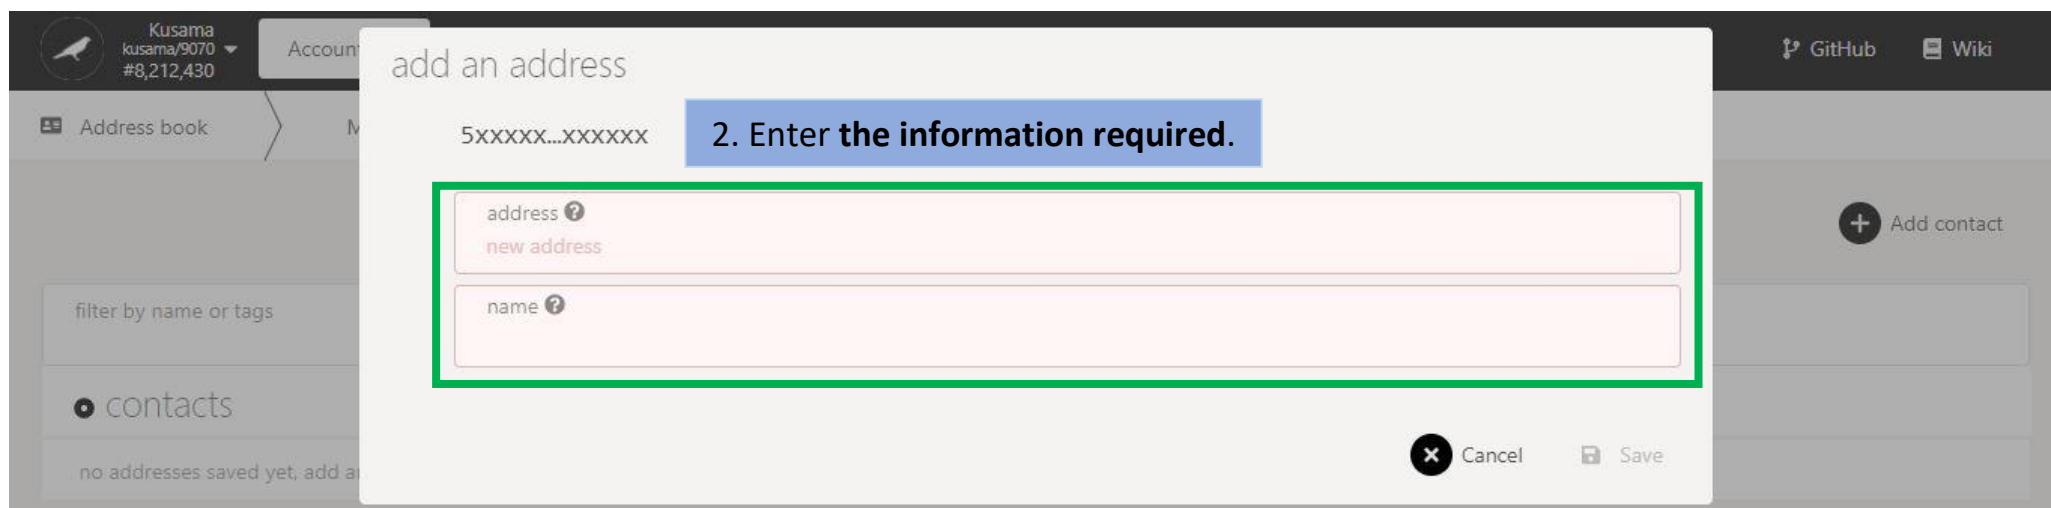 Kusama
kusama/9070
#8,212,430
Accoun
GitHub
Wiki
add an address
Address book
M
5xxxxx...xxxxxx
2. Enter the information required.
address
new address
Add contact
name
filter by name or tags
contacts
no addresses saved yet, add a
Cancel
Save